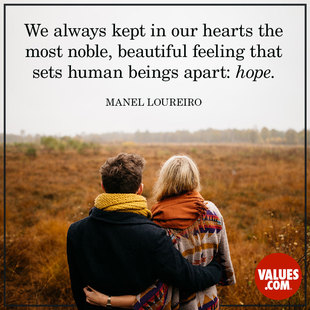 We always kept in our hearts the
most noble, beautiful feeling that
sets human beings apart: hope.
MANEL LOUREIRO
VALUES
.COM